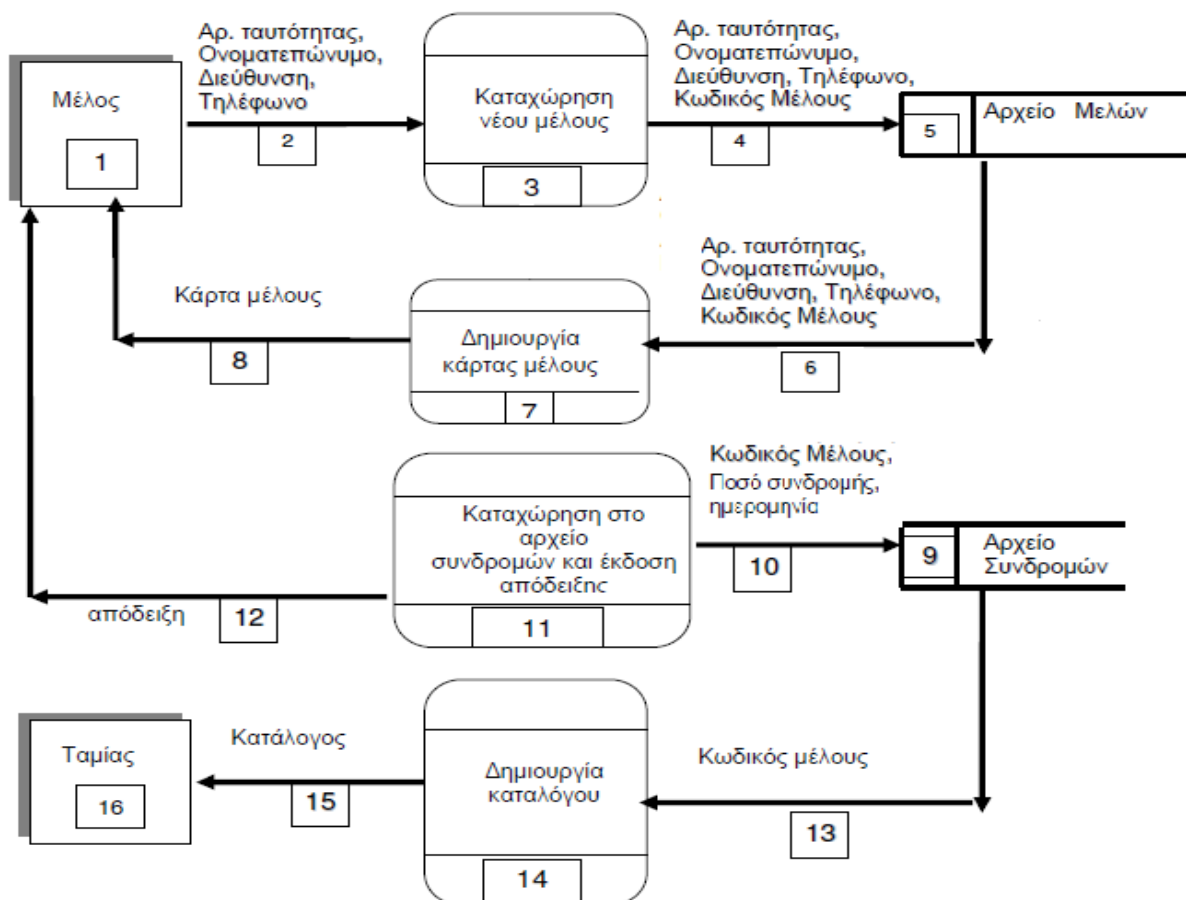 Μέλος
1
Αρ. ταυτότητας,
Ονοματεπώνυμο,
Διεύθυνση,
Τηλέφωνο
2
Καταχώρηση
νέου μέλους
3
Αρ. ταυτότητας,
Ονοματεπώνυμο,
Διεύθυνση, Τηλέφωνο,
Κωδικός Μέλους
4
5
Αρχείο Μελών
Αρ. ταυτότητας,
Ονοματεπώνυμο,
Διεύθυνση, Τηλέφωνο,
Κωδικός Μέλους
6
Δημιουργία
κάρτας μέλους
7
Κάρτα μέλους
8
Καταχώρηση στο
αρχείο
συνδρομών και έκδοση
απόδειξης
11
Κωδικός Μέλους,
Ποσό συνδρομής,
ημερομηνία
10
9
Αρχείο
Συνδρομών
απόδειξη
12
Κωδικός μέλους
13
Δημιουργία
καταλόγου
14
Κατάλογος
15
Ταμίας
16